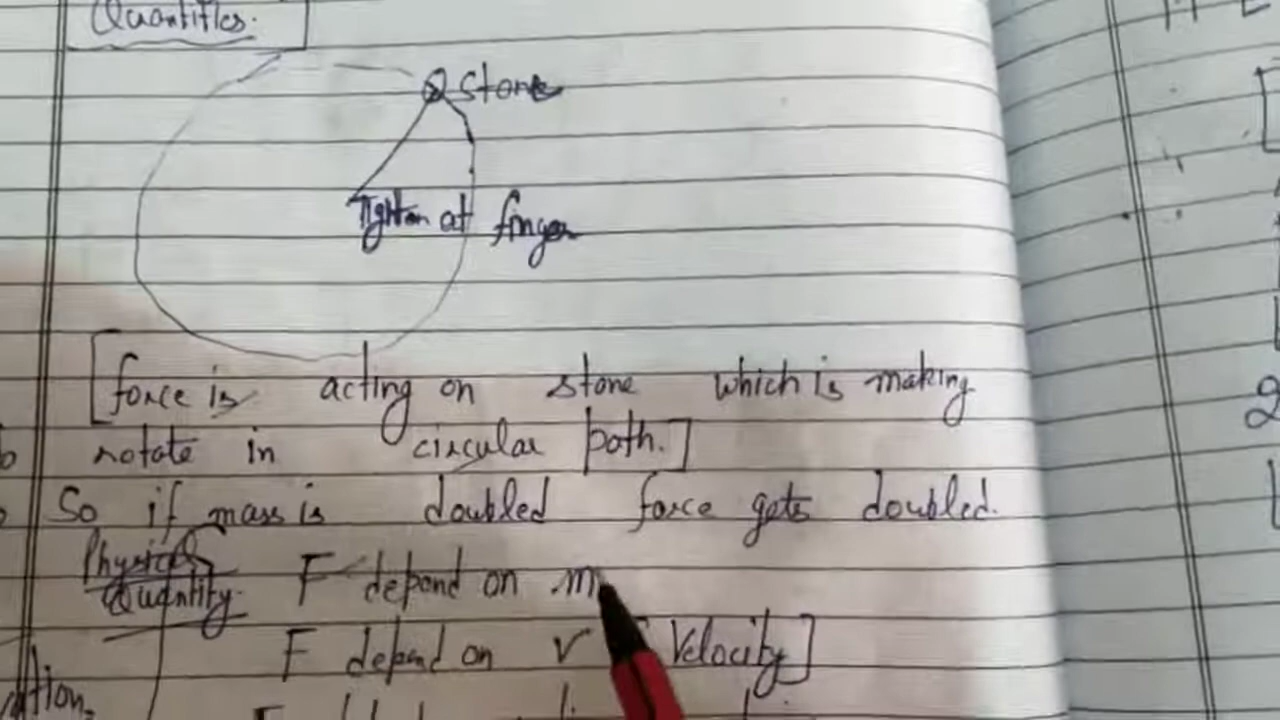 Quantities.
stone
Tighten at finger
[force is acting on stone which is making
rotate in circular path.]
So if mass is doubled force gets doubled.
Physical
Quantity.
F depend on m
F depend on v [Velocity]